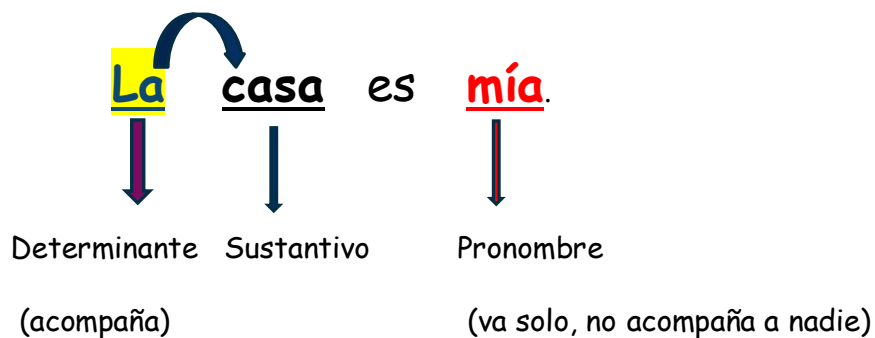 La casa es mía.
Determinante Sustantivo Pronombre
(acompaña) (va solo, no acompaña a nadie)